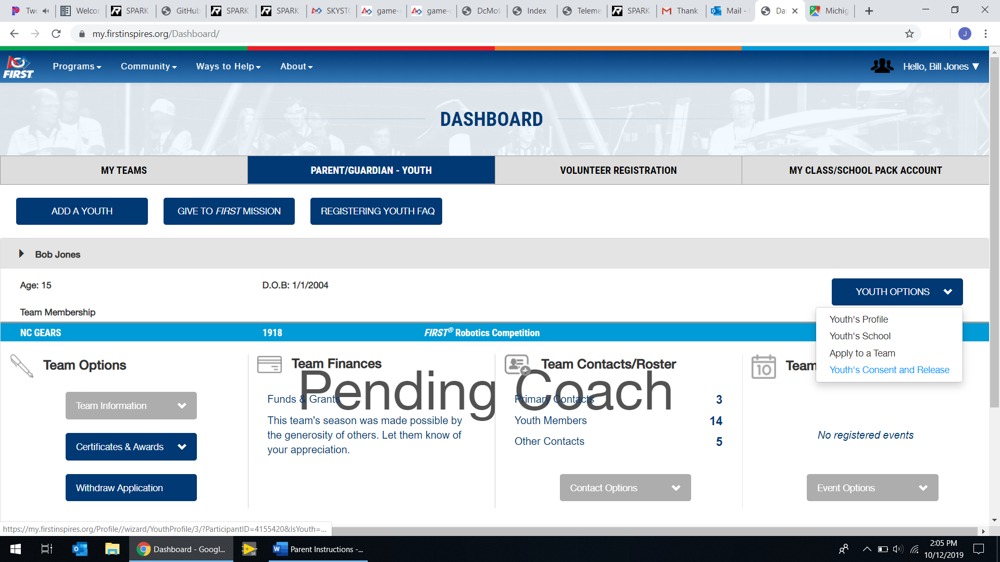 Tw
Welcor
SPARK
GitHub
SPARK
SPARK
SKYSTO
game-
game-
DcMot
Index
Teleme
SPARK
Thank
Mail -
Da
Michig
my.firstinspires.org/Dashboard/
J
FIRST
Programs
Community
Ways to Help
About
Hello, Bill Jones ▼
DASHBOARD
MY TEAMS
PARENT/GUARDIAN - YOUTH
VOLUNTEER REGISTRATION
MY CLASS/SCHOOL PACK ACCOUNT
ADD A YOUTH
GIVE TO FIRST MISSION
REGISTERING YOUTH FAQ
Bob Jones
Age: 15
D.O.B: 1/1/2004
YOUTH OPTIONS
Youth's Profile
Youth's School
Apply to a Team
Youth's Consent and Release
Team Membership
NC GEARS
1918
FIRST® Robotics Competition
Team Options
Team Information
Certificates & Awards
Withdraw Application
Team Finances
Pending Coach
Funds & Grants
This team's season was made possible by
the generosity of others. Let them know of
your appreciation.
Team Contacts/Roster
Primary Contacts 3
Youth Members 14
Other Contacts 5
Contact Options
10
Team
No registered events
Event Options
https://my.firstinspires.org/Profile//wizard/YouthProfile/3/?ParticipantID=4155420&IsYouth=...
Dashboard - Googl...
18
Parent Instructions -...
2:05 PM
10/12/2019